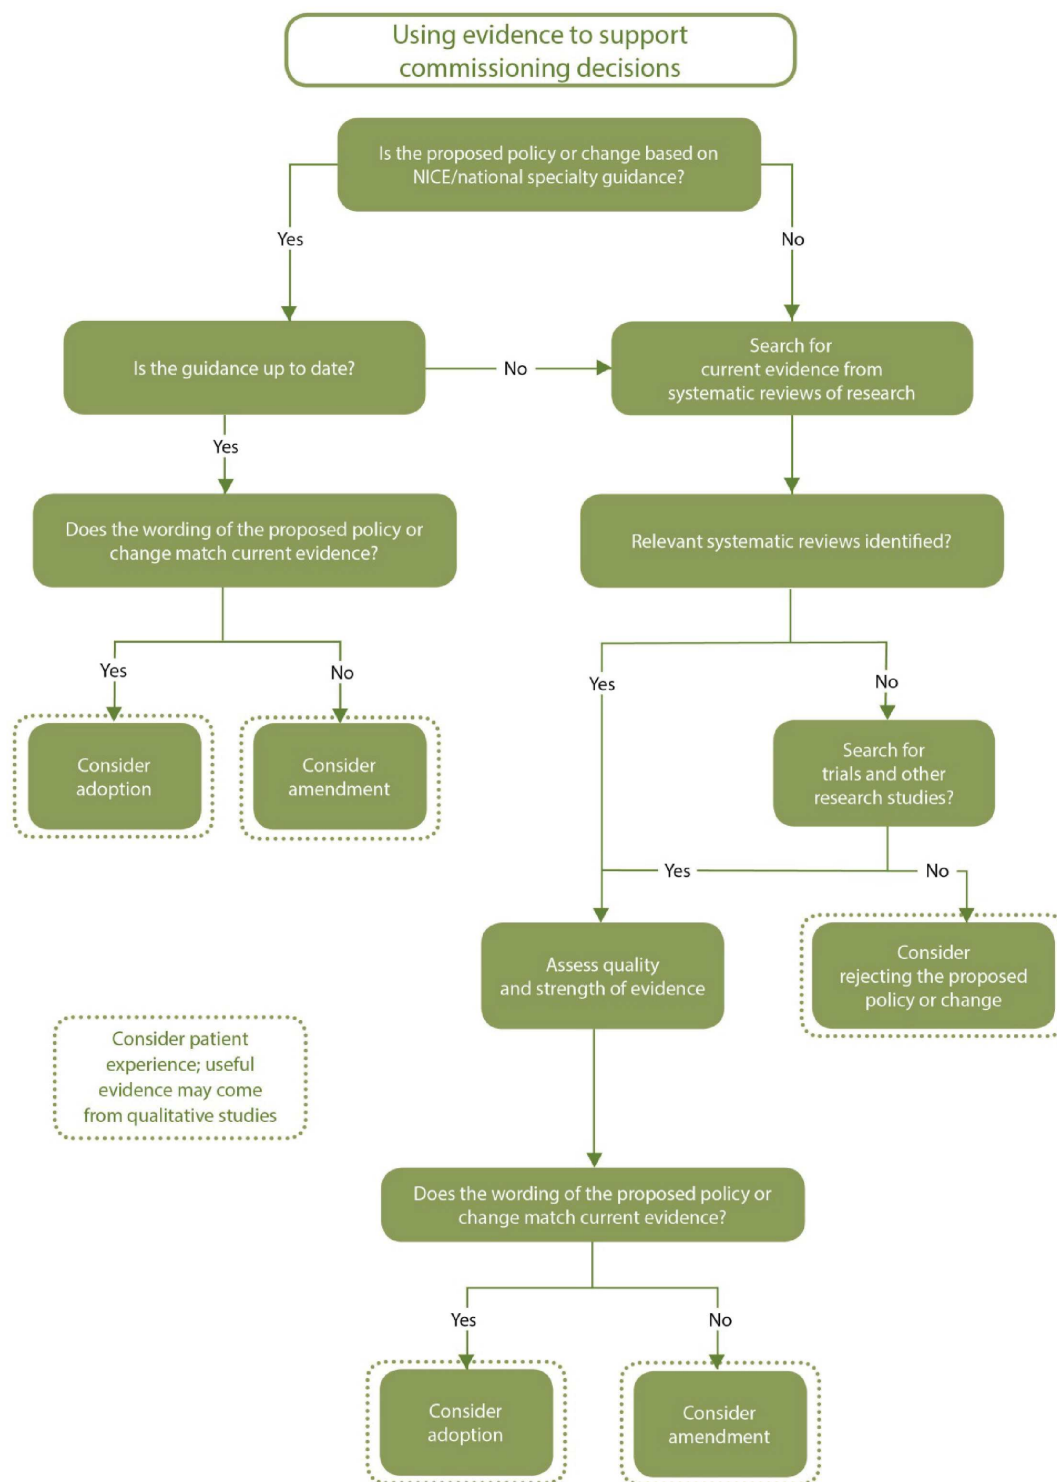 Using evidence to support
commissioning decisions
Is the proposed policy or change based on
NICE/national specialty guidance?
Yes
No
Is the guidance up to date?
No
Search for
current evidence from
systematic reviews of research
Yes
Does the wording of the proposed policy or
change match current evidence?
Relevant systematic reviews identified?
Yes
No
Yes
No
Consider
adoption
Consider
amendment
Search for
trials and other
research studies?
Yes
No
Assess quality
and strength of evidence
Consider
rejecting the proposed
policy or change
Consider patient
experience; useful
evidence may come
from qualitative studies
Does the wording of the proposed policy or
change match current evidence?
Yes
No
Consider
adoption
Consider
amendment